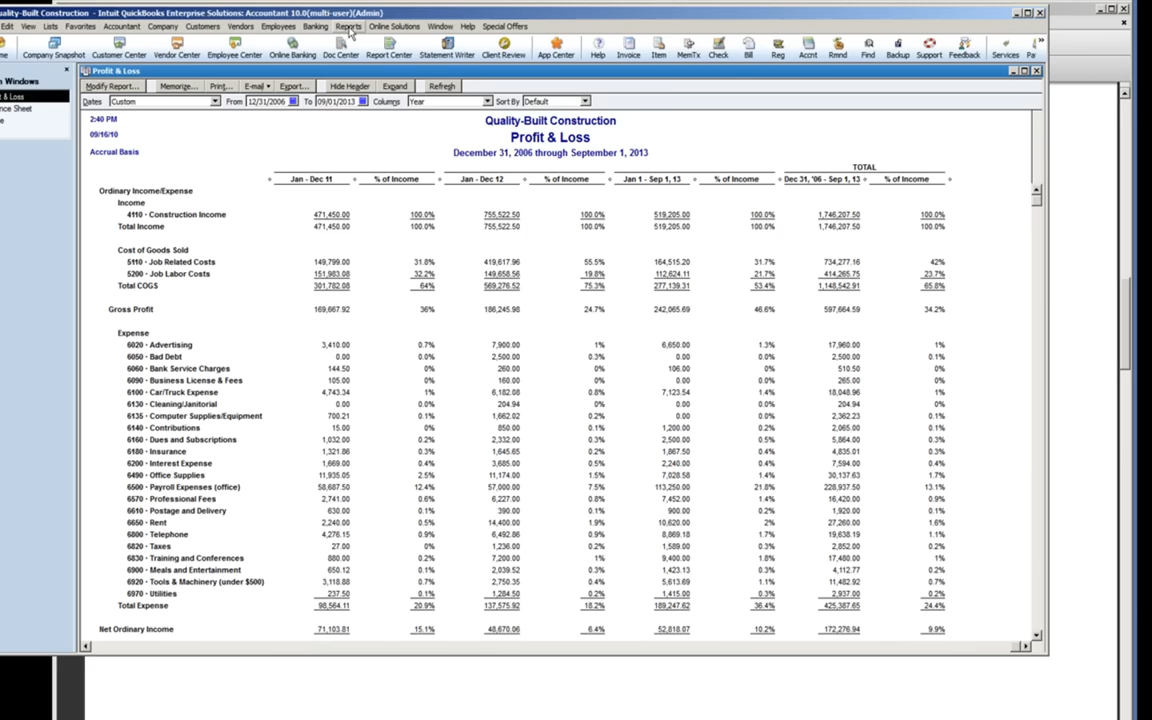 uality-Built Construction - Intuit QuickBooks Enterprise Solutions: Accountant 10.0(multi-user)(Admin)
Edit View Lists Favorites Accountant Company Customers Vendors Employees Banking Reports Online Solutions Window Help Special Offers
me Company Snapshot Customer Center Vendor Center Employee Center Online Banking Doc Center Report Center Statement Writer Client Review App Center Help Invoice Item MemTx Check Bill Reg Accnt Rmnd Find Backup Support Feedback Services Pa »
n Windows
& Loss
nce Sheet
e
Profit & Loss
Modify Report... Memorize... Print... E-mail Export... Hide Header Expand Refresh
Dates Custom From 12/31/2006 To 09/01/2013 Columns Year Sort By Default
2:40 PM
09/16/10
Accrual Basis
Quality-Built Construction
Profit & Loss
December 31, 2006 through September 1, 2013
TOTAL
Jan - Dec 11 % of Income Jan - Dec 12 % of Income Jan 1 - Sep 1, 13 % of Income Dec 31, '06 - Sep 1, 13 % of Income
Ordinary Income/Expense
Income
4110 · Construction Income 471,450.00 100.0% 755,522.50 100.0% 519,205.00 100.0% 1,746,207.50 100.0%
Total Income 471,450.00 100.0% 755,522.50 100.0% 519,205.00 100.0% 1,746,207.50 100.0%
Cost of Goods Sold
5110 · Job Related Costs 149,799.00 31.8% 419,617.96 55.5% 164,515.20 31.7% 734,277.16 42%
5200 · Job Labor Costs 151,983.08 32.2% 149,658.56 19.8% 112,624.11 21.7% 414,265.75 23.7%
Total COGS 301,782.08 64% 569,276.52 75.3% 277,139.31 53.4% 1,148,542.91 65.8%
Gross Profit 169,667.92 36% 186,245.98 24.7% 242,065.69 46.6% 597,664.59 34.2%
Expense
6020 · Advertising 3,410.00 0.7% 7,900.00 1% 6,650.00 1.3% 17,960.00 1%
6050 · Bad Debt 0.00 0.0% 2,500.00 0.3% 0.00 0.0% 2,500.00 0.1%
6060 · Bank Service Charges 144.50 0% 260.00 0% 106.00 0% 510.50 0%
6090 · Business License & Fees 105.00 0% 160.00 0% 0.00 0.0% 265.00 0%
6100 · Car/Truck Expense 4,743.34 1% 6,182.08 0.8% 7,123.54 1.4% 18,048.96 1%
6130 · Cleaning/Janitorial 0.00 0.0% 204.94 0% 0.00 0.0% 204.94 0%
6135 · Computer Supplies/Equipment 700.21 0.1% 1,662.02 0.2% 0.00 0.0% 2,362.23 0.1%
6140 · Contributions 15.00 0% 850.00 0.1% 1,200.00 0.2% 2,065.00 0.1%
6160 · Dues and Subscriptions 1,032.00 0.2% 2,332.00 0.3% 2,500.00 0.5% 5,864.00 0.3%
6180 · Insurance 1,321.86 0.3% 1,645.65 0.2% 1,867.50 0.4% 4,835.01 0.3%
6200 · Interest Expense 1,669.00 0.4% 3,685.00 0.5% 2,240.00 0.4% 7,594.00 0.4%
6490 · Office Supplies 11,935.05 2.5% 11,174.00 1.5% 7,028.58 1.4% 30,137.63 1.7%
6500 · Payroll Expenses (office) 58,687.50 12.4% 57,000.00 7.5% 113,250.00 21.8% 228,937.50 13.1%
6570 · Professional Fees 2,741.00 0.6% 6,227.00 0.8% 7,452.00 1.4% 16,420.00 0.9%
6610 · Postage and Delivery 630.00 0.1% 390.00 0.1% 900.00 0.2% 1,920.00 0.1%
6650 · Rent 2,240.00 0.5% 14,400.00 1.9% 10,620.00 2% 27,260.00 1.6%
6800 · Telephone 4,276.15 0.9% 6,492.86 0.9% 8,869.18 1.7% 19,638.19 1.1%
6820 · Taxes 27.00 0% 1,236.00 0.2% 1,589.00 0.3% 2,852.00 0.2%
6830 · Training and Conferences 880.00 0.2% 7,200.00 1% 9,400.00 1.8% 17,480.00 1%
6900 · Meals and Entertainment 650.12 0.1% 2,039.52 0.3% 1,423.13 0.3% 4,112.77 0.2%
6920 · Tools & Machinery (under $500) 3,118.88 0.7% 2,750.35 0.4% 5,613.69 1.1% 11,482.92 0.7%
6970 · Utilities 237.50 0.1% 1,284.50 0.2% 1,415.00 0.3% 2,937.00 0.2%
Total Expense 98,564.11 20.9% 137,575.92 18.2% 189,247.62 36.4% 425,387.65 24.4%
Net Ordinary Income 71,103.81 15.1% 48,670.06 6.4% 52,818.07 10.2% 172,276.94 9.9%